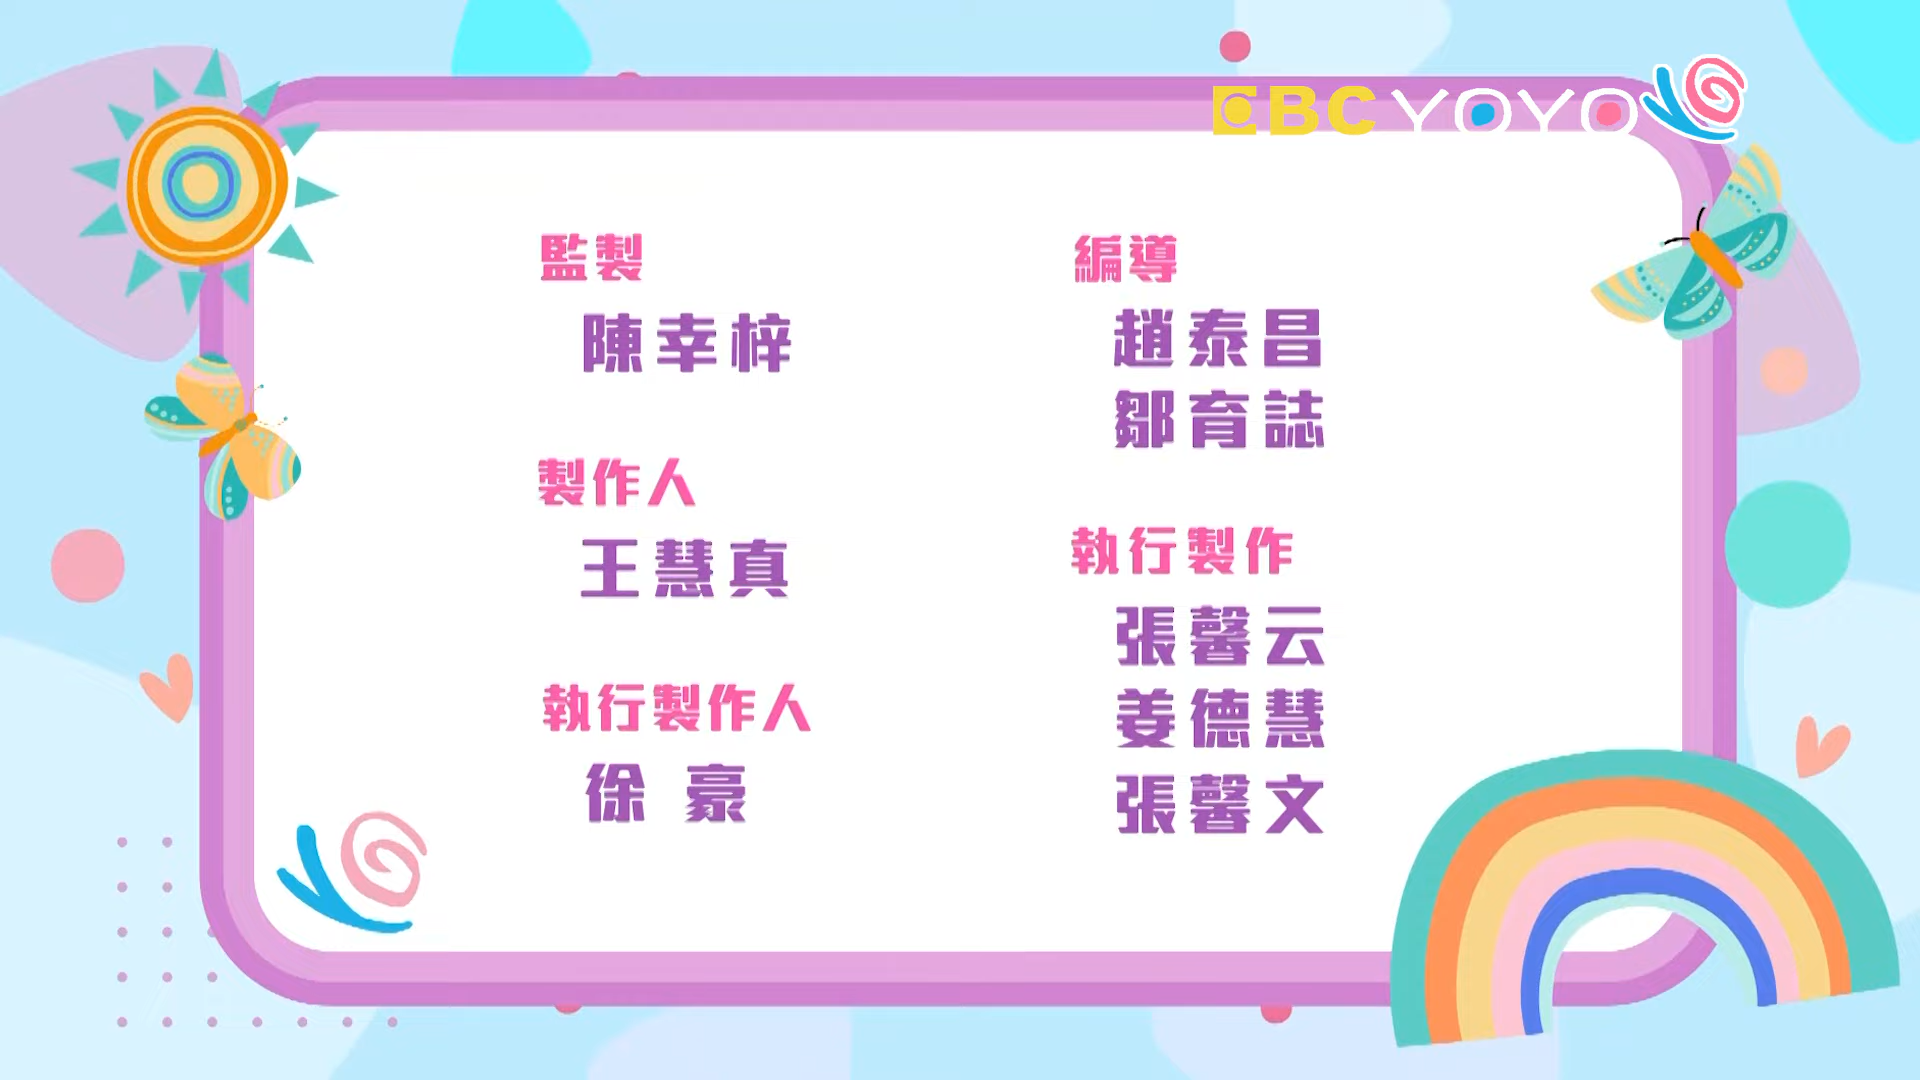 EBC YOYO
監製
陳幸梓
製作人
王慧真
執行製作人
徐 豪
編導
趙泰昌
鄒育誌
執行製作
張馨云
姜德慧
張馨文